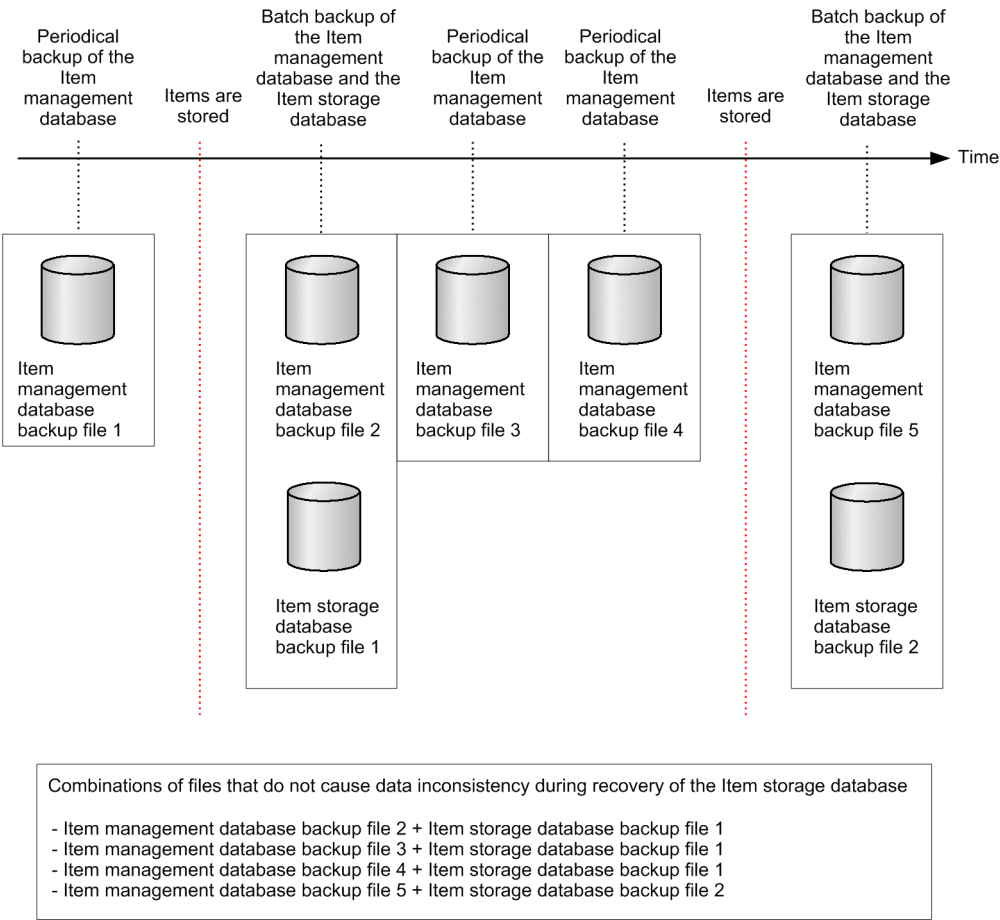 Periodical
backup of the
Item
management
database
Items are
stored
Batch backup of
the Item
management
database and the
Item storage
database
Periodical
backup of the
Item
management
database
Periodical
backup of the
Item
management
database
Items are
stored
Batch backup of
the Item
management
database and the
Item storage
database
Time
Item
management
database
backup file 1
Item
management
database
backup file 2
Item
management
database
backup file 3
Item
management
database
backup file 4
Item
management
database
backup file 5
Item storage
database
backup file 1
Item storage
database
backup file 2
Combinations of files that do not cause data inconsistency during recovery of the Item storage database
- Item management database backup file 2 + Item storage database backup file 1
- Item management database backup file 3 + Item storage database backup file 1
- Item management database backup file 4 + Item storage database backup file 1
- Item management database backup file 5 + Item storage database backup file 2